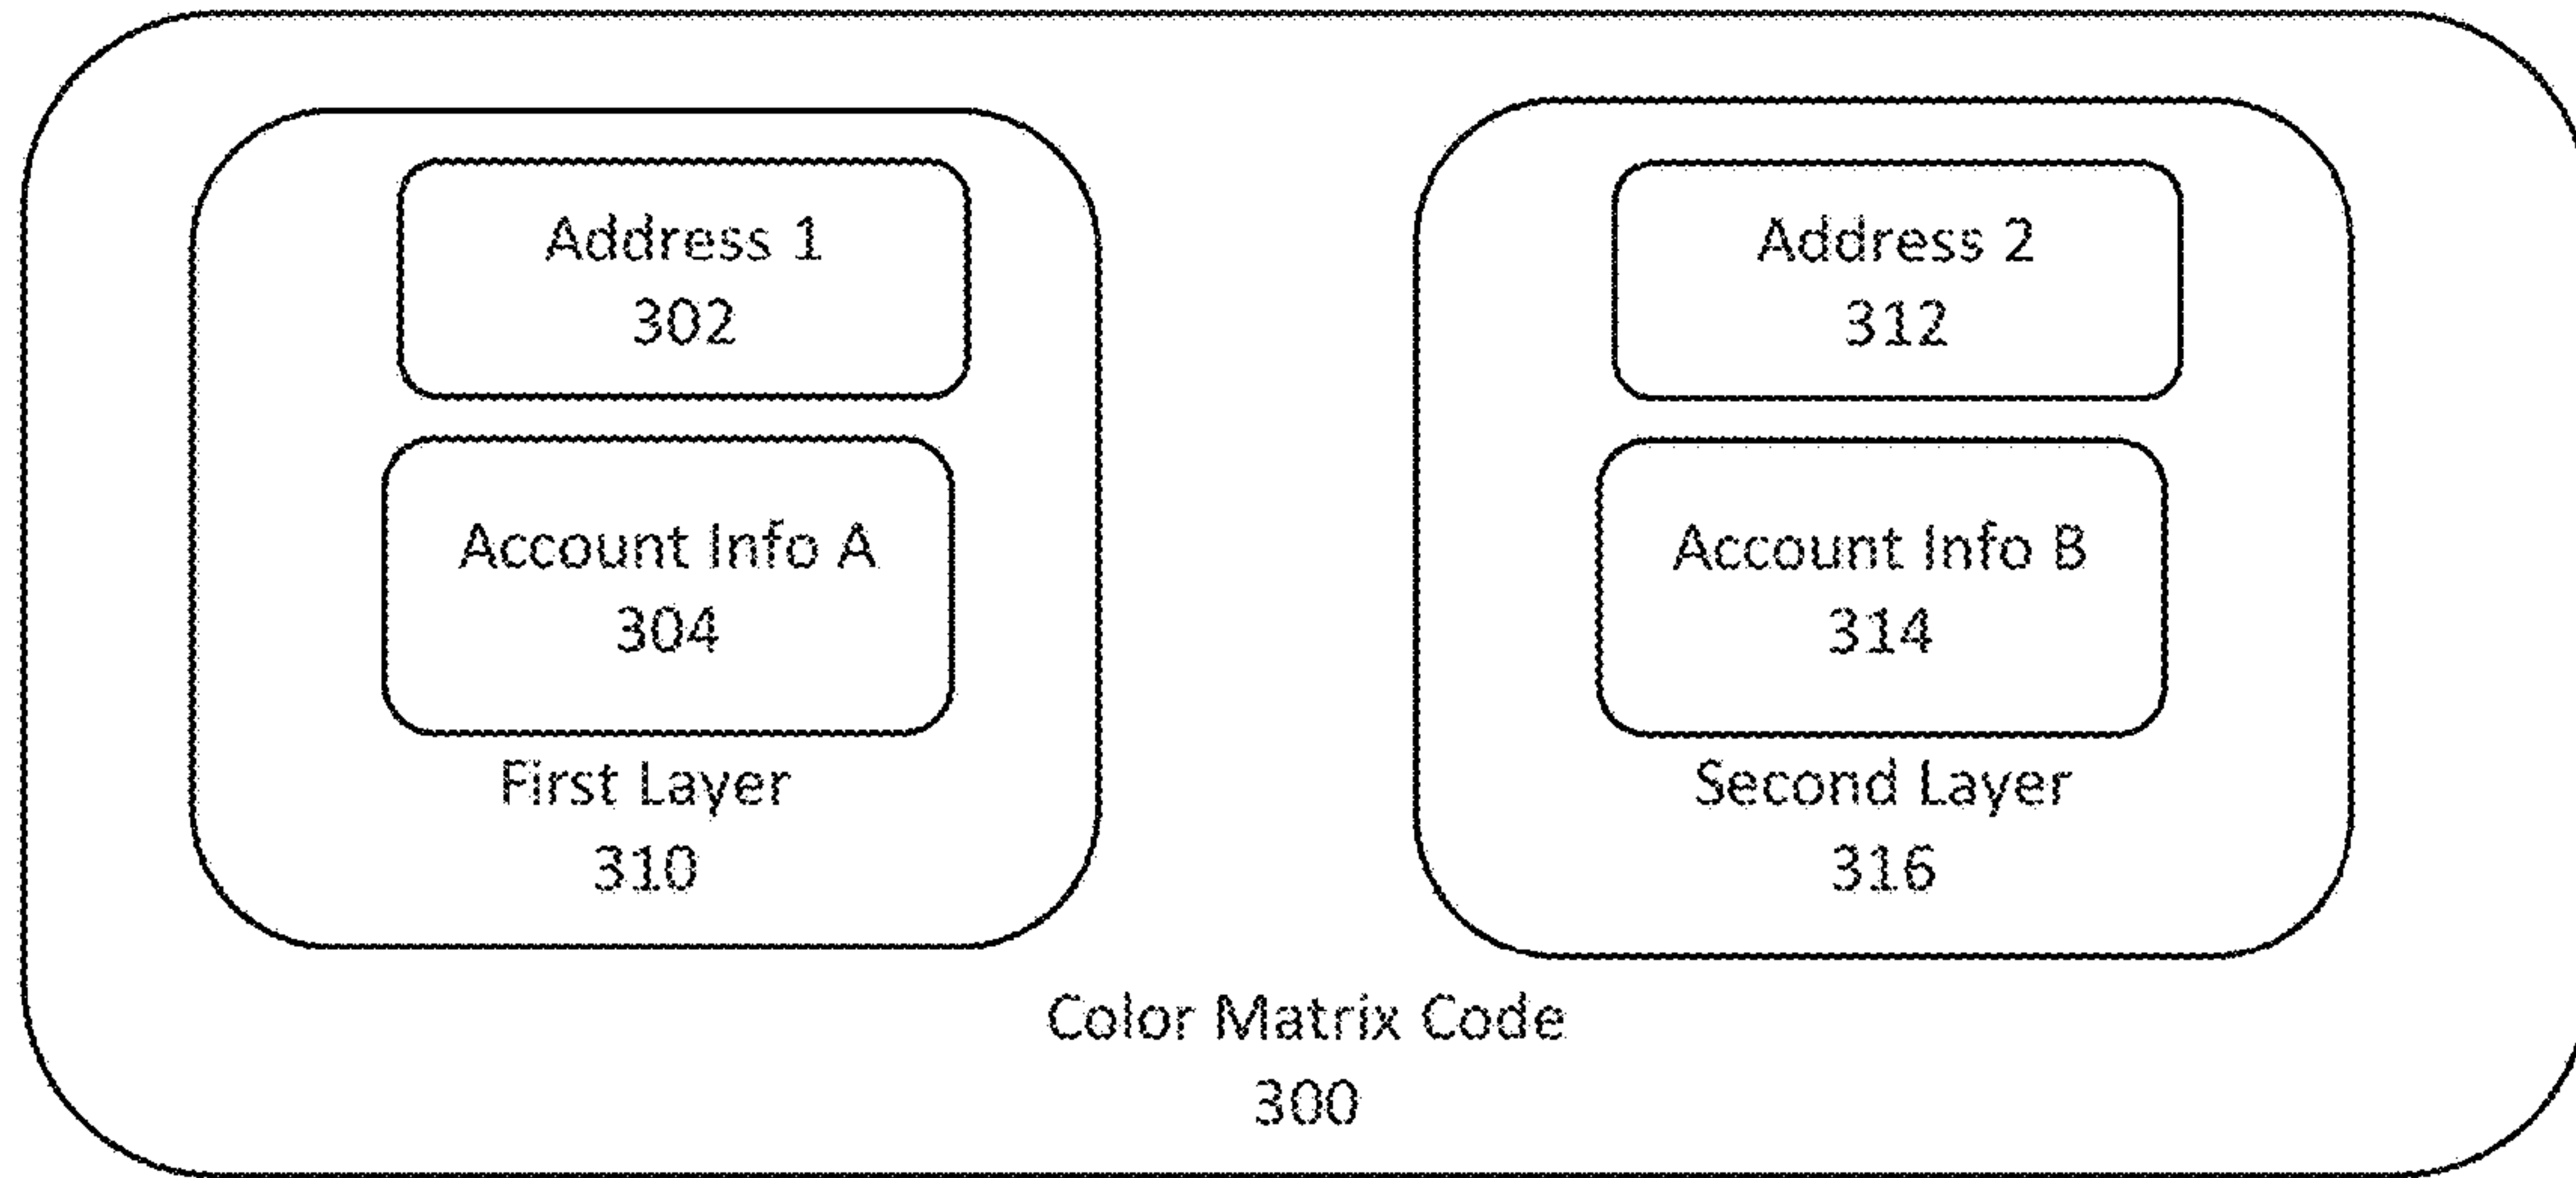 Address 1
302
Account Info A
304
First Layer
310
Address 2
312
Account Info B
314
Second Layer
316
Color Matrix Code
300